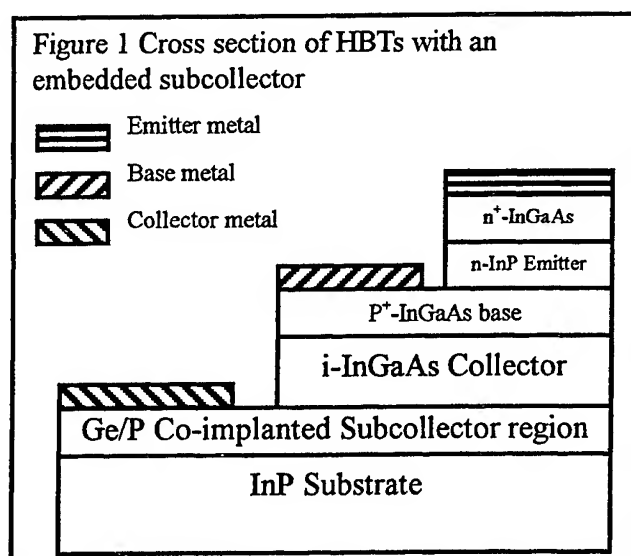 Figure 1 Cross section of HBTs with an
embedded subcollector
Emitter metal
Base metal
Collector metal
n⁺-InGaAs
n-InP Emitter
P⁺-InGaAs base
i-InGaAs Collector
Ge/P Co-implanted Subcollector region
InP Substrate